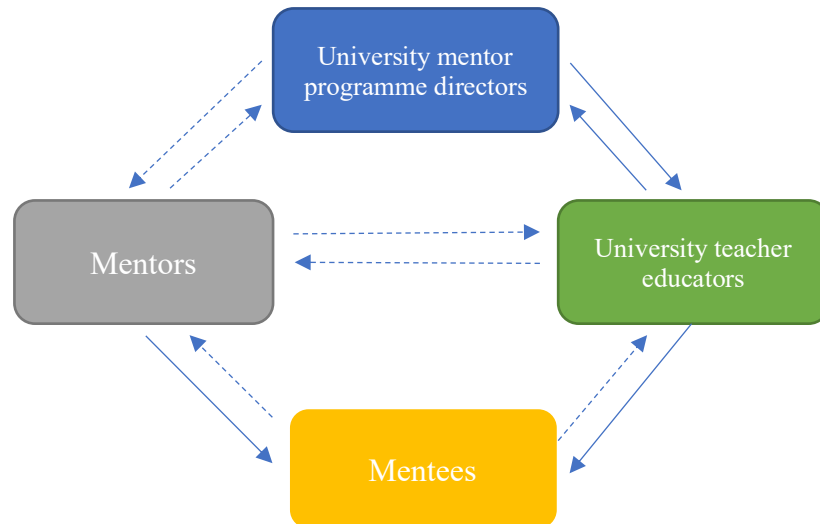 University mentor
programme directors
Mentors
University teacher
educators
Mentees